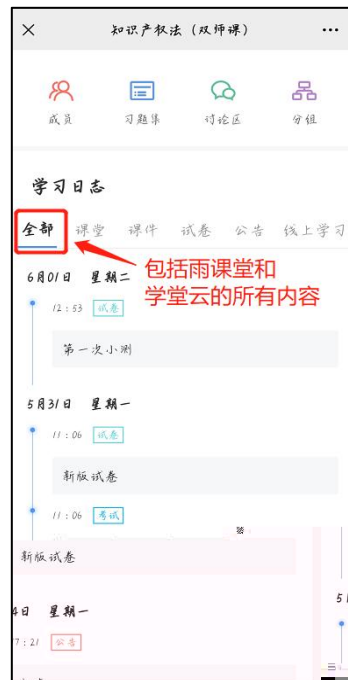 知识产权法（双师课）
成员 习题集 讨论区 分组
学习日志
全部 课堂 课件 试卷 公告 线上学习
6月01日 星期二
包括雨课堂和
学堂云的所有内容
12:53 试卷
第一次小测
5月31日 星期一
11:06 试卷
新版试卷
11:06 考试
新版试卷
4日 星期一
7:21 公告